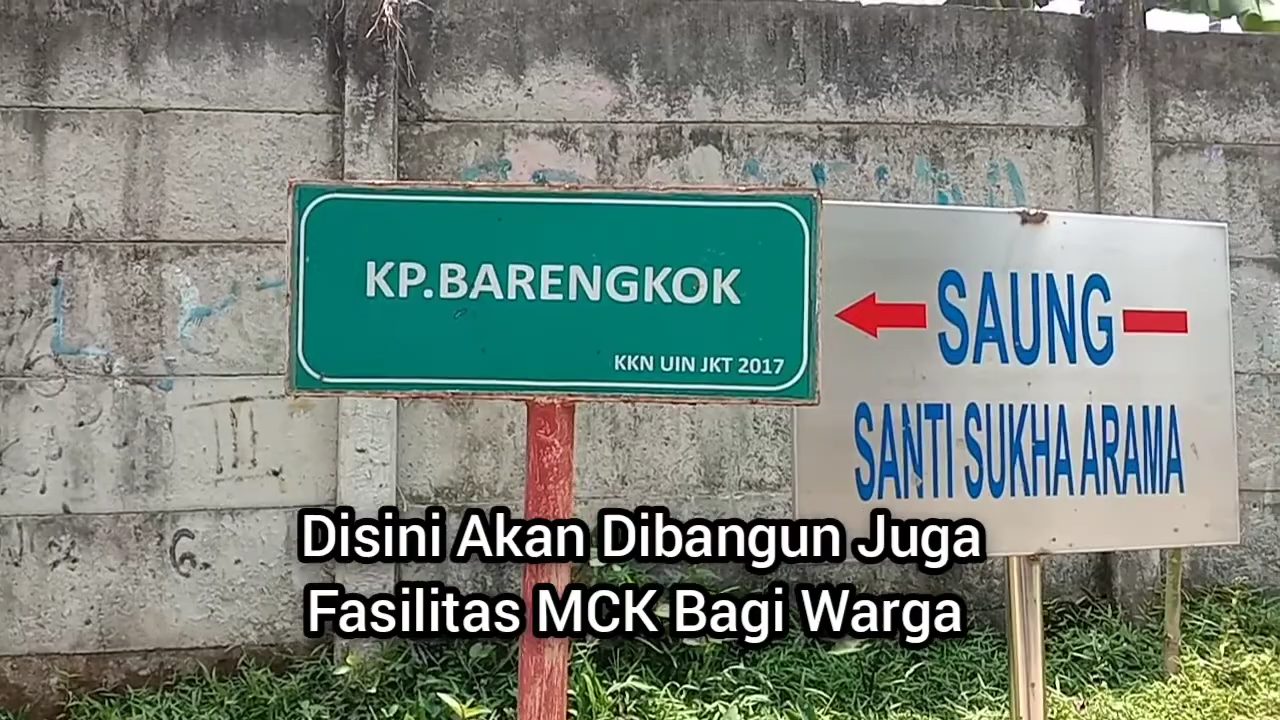 KP.BARENGKOK
KKN UIN JKT 2017
SAUNG
SANTI SUKHA ARAMA
Disini Akan Dibangun Juga
Fasilitas MCK Bagi Warga